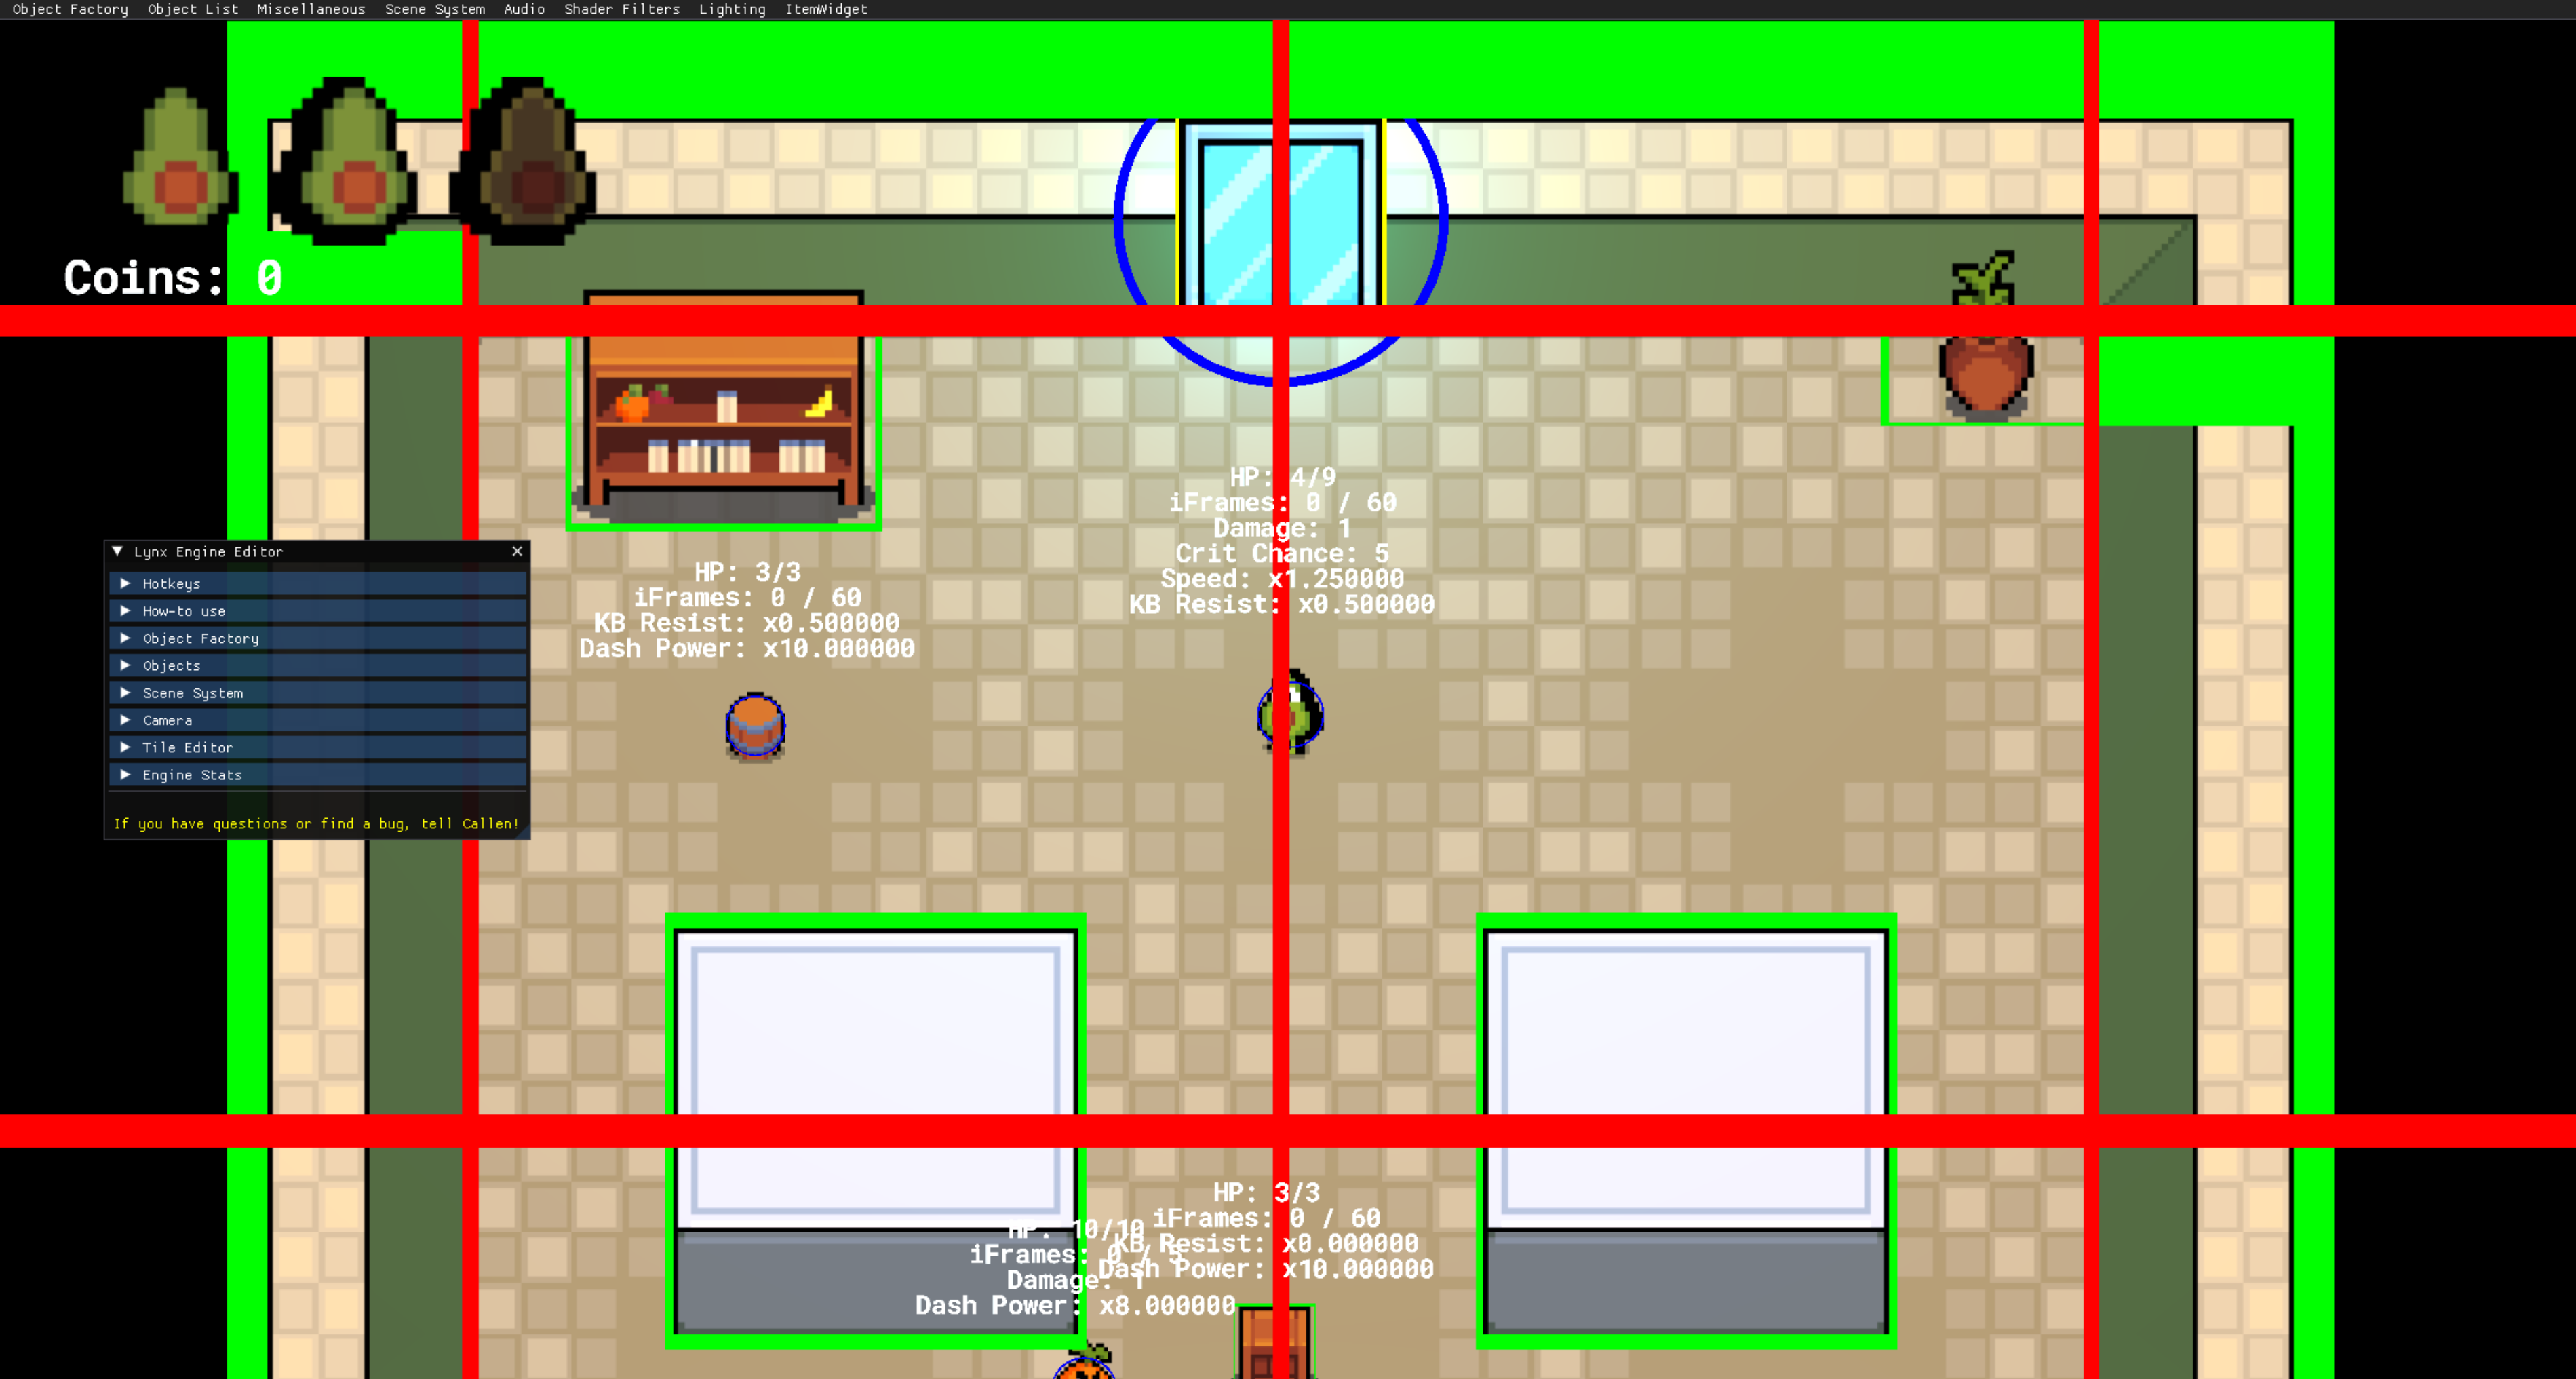 Object Factory Object List Miscellaneous Scene System Audio Shader Filters Lighting ItemWidget
Coins: 0
HP: 4/9
iFrames: 0 / 60
Damage: 1
Crit Chance: 5
Speed: x1.250000
KB Resist: x0.500000
Lynx Engine Editor
Hotkeys
How-to use
Object Factory
Objects
Scene System
Camera
Tile Editor
Engine Stats
If you have questions or find a bug, tell Callen!
HP: 3/3
iFrames: 0 / 60
KB Resist: x0.500000
Dash Power: x10.000000
HP: 3/3
iFrames: 0 / 60
KB Resist: x0.000000
Dash Power: x10.000000
HP: 10/10
iFrames: 0 / 5
Damage: 1
Dash Power: x8.000000